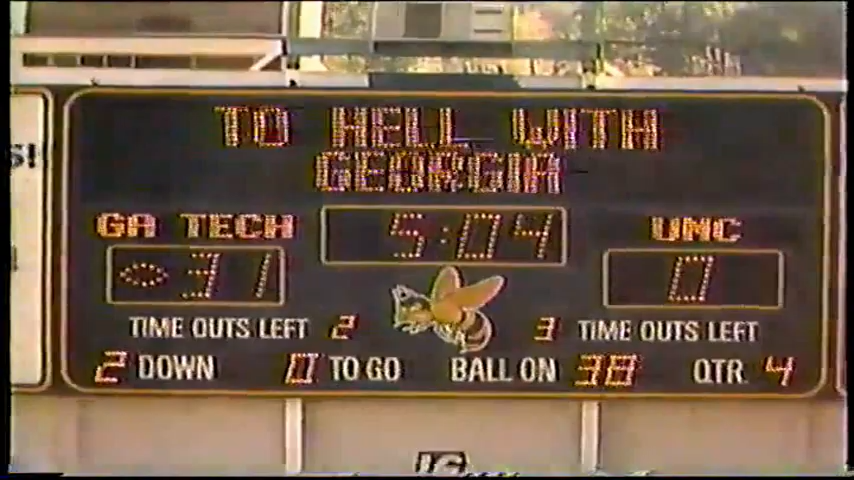 TO HELL WITH
GEORGIA
S!
GA TECH 5:04 UNC
<> 31 0
TIME OUTS LEFT 2 3 TIME OUTS LEFT
2 DOWN 0 TO GO BALL ON 38 QTR. 4